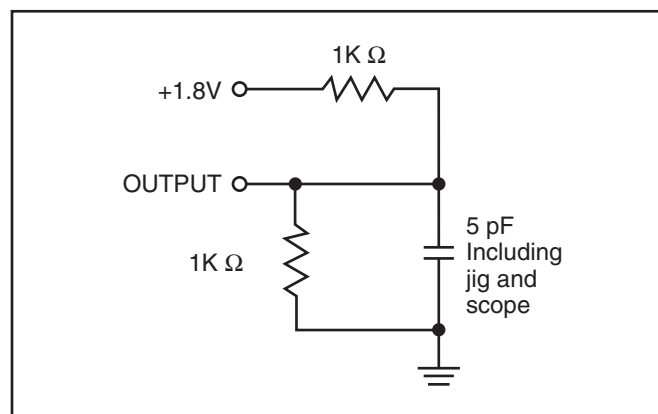 1K Ω
+1.8V
OUTPUT
1K Ω
5 pF
Including
jig and
scope